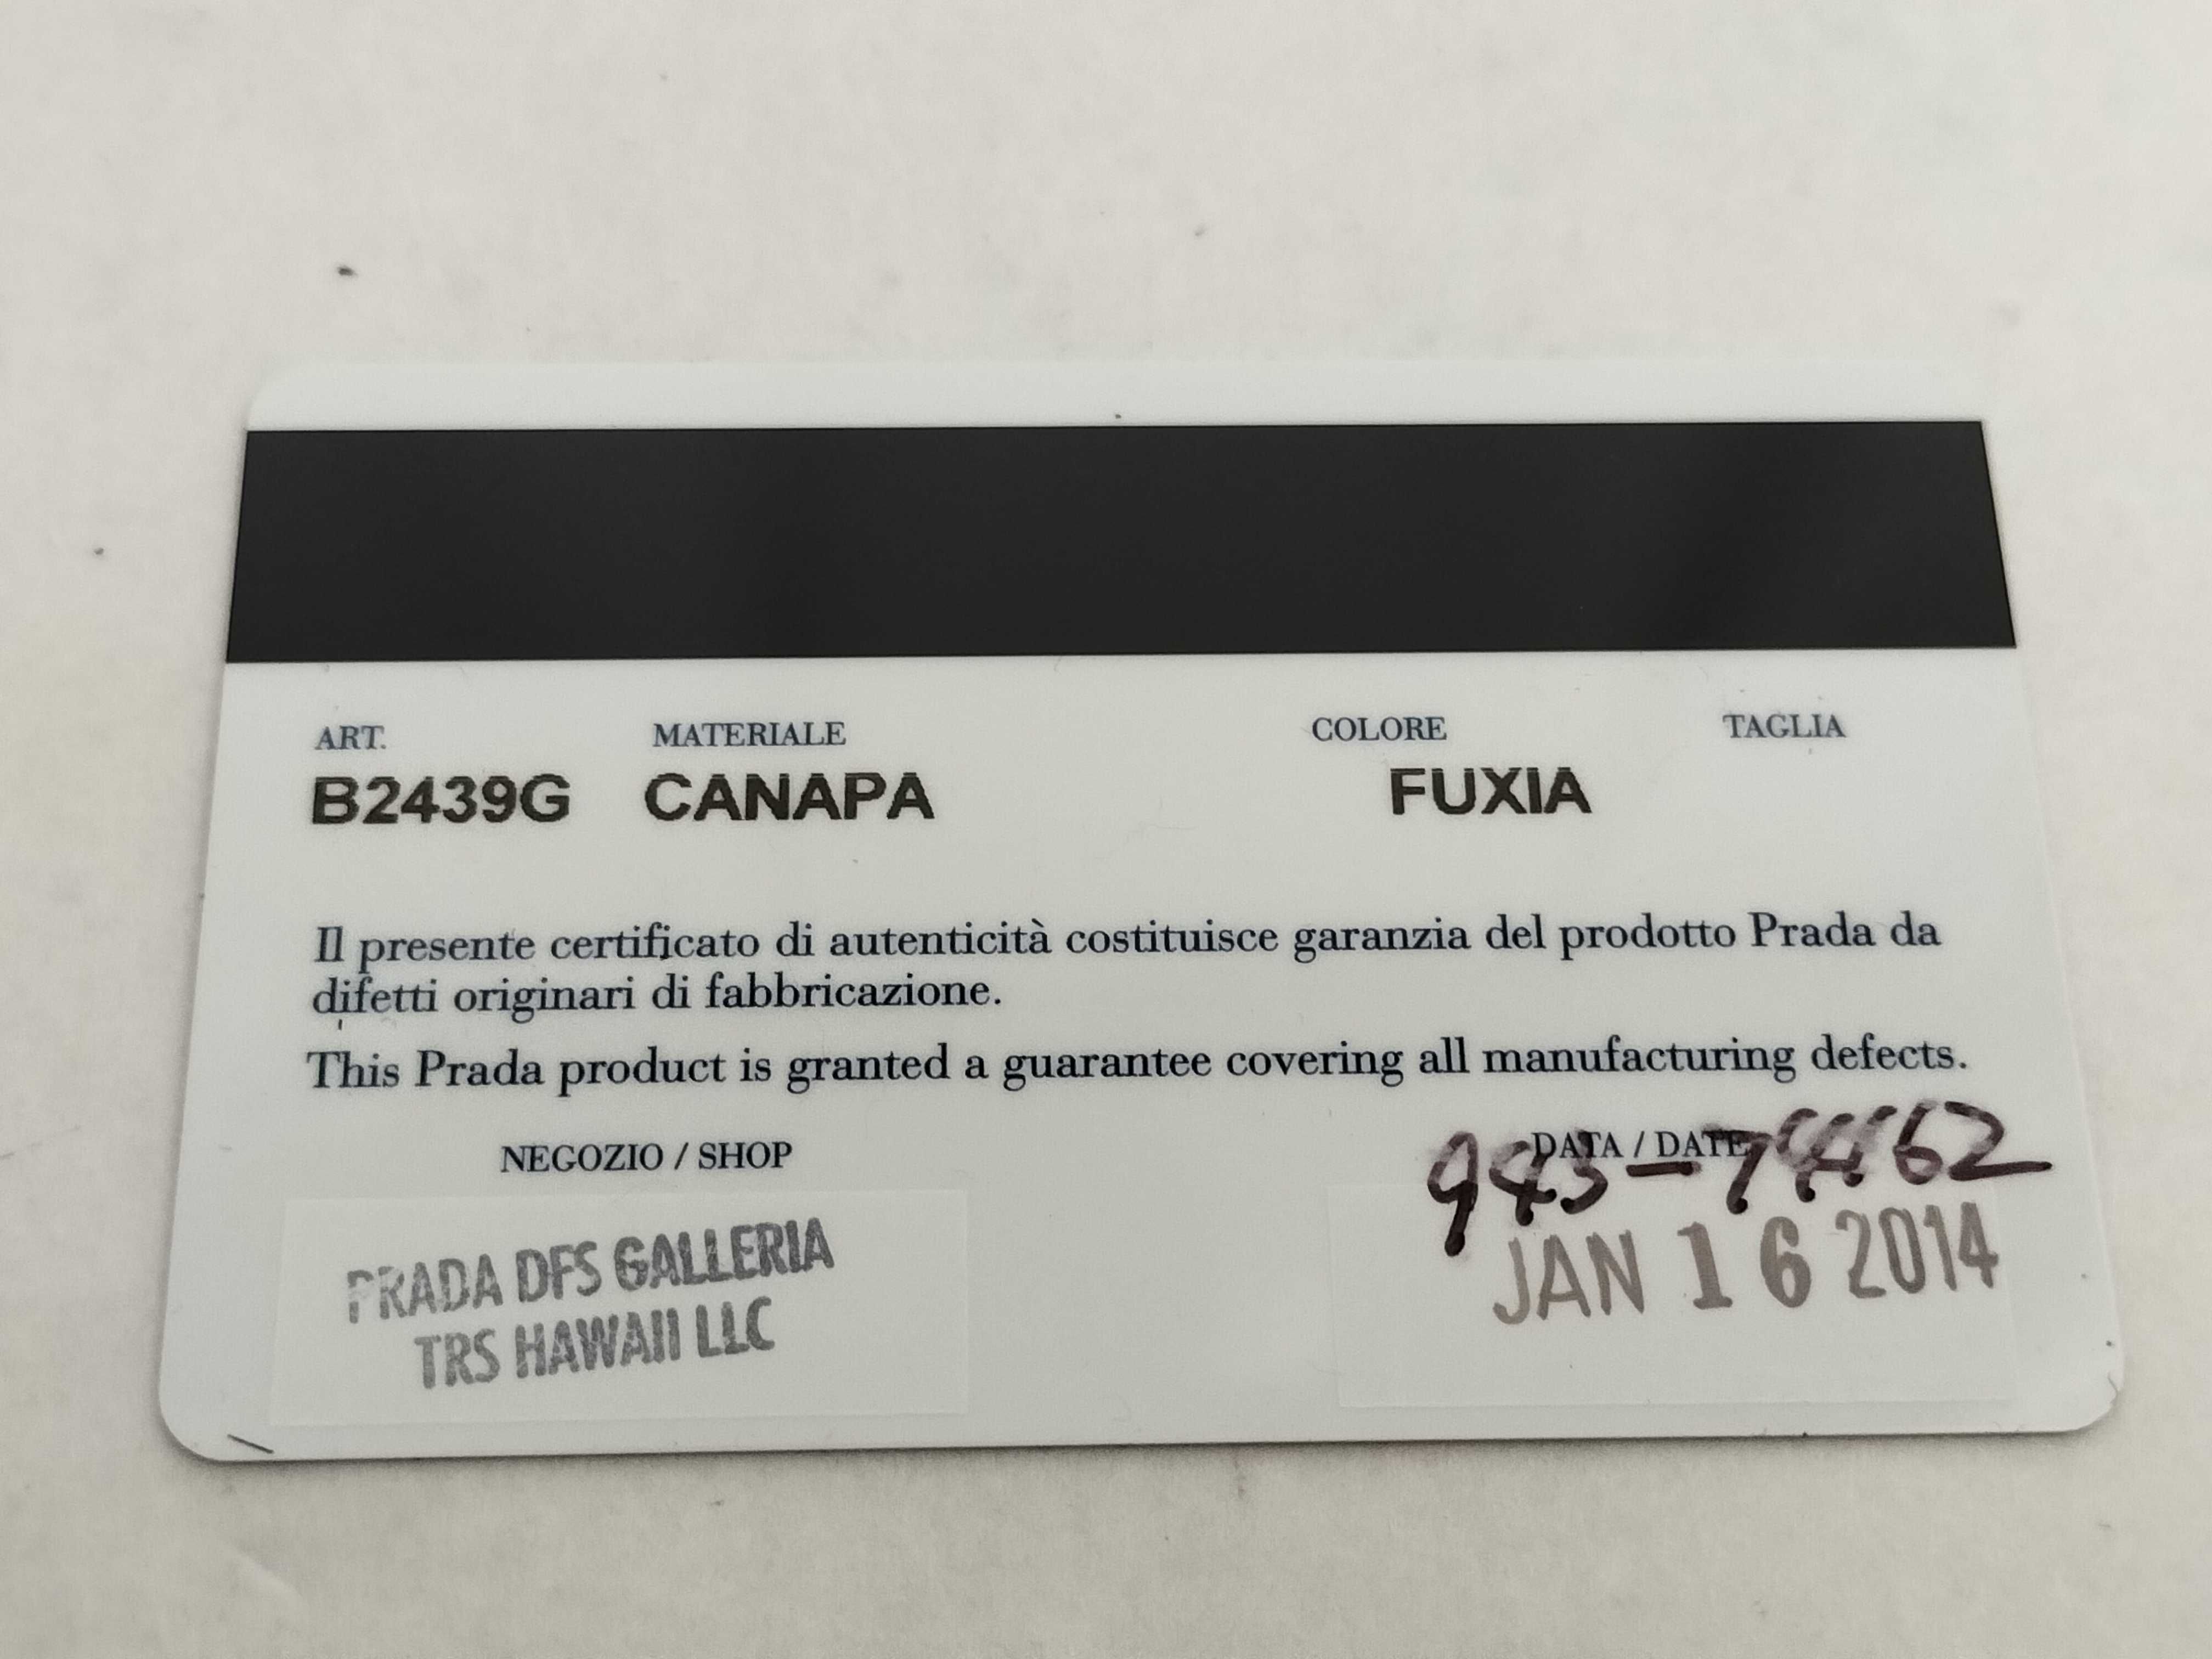 ART. MATERIALE COLORE TAGLIA
B2439G CANAPA FUXIA
Il presente certificato di autenticità costituisce garanzia del prodotto Prada da
difetti originari di fabbricazione.
This Prada product is granted a guarantee covering all manufacturing defects.
NEGOZIO / SHOP DATA / DATE
PRADA DFS GALLERIA
TRS HAWAII LLC
JAN 16 2014